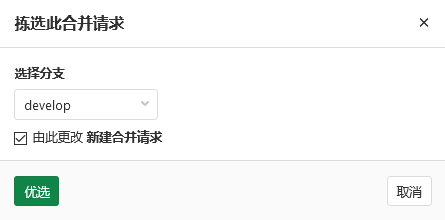 拣选此合并请求
选择分支
develop
由此更改 新建合并请求
优选
取消